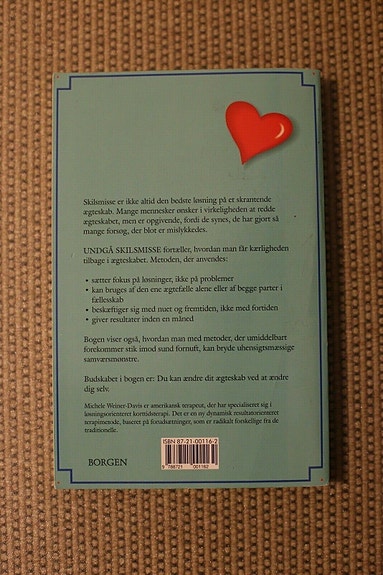 Skilsmisse er ikke altid den bedste løsning på et skrantende
ægteskab. Mange mennesker ønsker i virkeligheden at redde
ægteskabet, men er opgivende, fordi de synes, de har gjort så
mange forsøg, der blot er mislykkedes.
UNDGÅ SKILSMISSE fortæller, hvordan man får kærligheden
tilbage i ægteskabet. Metoden, der anvendes:
• sætter fokus på løsninger, ikke på problemer
• kan bruges af den ene ægtefælle alene eller af begge parter i
fællesskab
• beskæftiger sig med nuet og fremtiden, ikke med fortiden
• giver resultater inden en måned
Bogen viser også, hvordan man med metoder, der umiddelbart
forekommer stik imod sund fornuft, kan bryde uhensigtsmæssige
samværsmønstre.
Budskabet i bogen er: Du kan ændre dit ægteskab ved at ændre
dig selv.
Michele Weiner-Davis er amerikansk terapeut, der har specialiseret sig i
løsningsorienteret korttidsterapi. Det er en ny dynamisk resultatorienteret
terapimetode, baseret på forudsætninger, som er radikalt forskellige fra de
traditionelle.
ISBN 87-21-00116-2
BORGEN
9 788721 001162